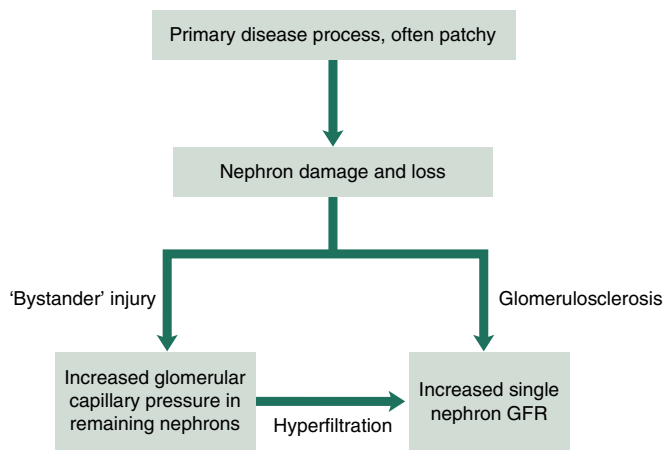 Primary disease process, often patchy
Nephron damage and loss
‘Bystander’ injury
Glomerulosclerosis
Increased glomerular
capillary pressure in
remaining nephrons
Hyperfiltration
Increased single
nephron GFR